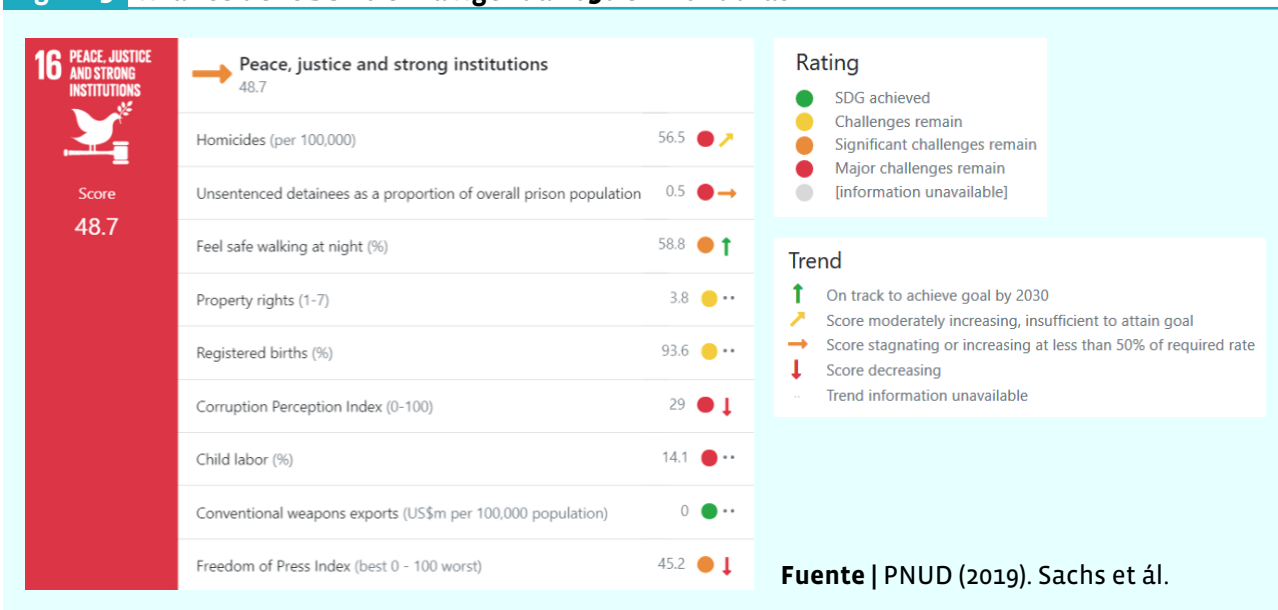 16 PEACE, JUSTICE
AND STRONG
INSTITUTIONS
Score
48.7
Peace, justice and strong institutions
48.7
Homicides (per 100,000) 56.5
Unsentenced detainees as a proportion of overall prison population 0.5
Feel safe walking at night (%) 58.8
Property rights (1-7) 3.8
Registered births (%) 93.6
Corruption Perception Index (0-100) 29
Child labor (%) 14.1
Conventional weapons exports (US$m per 100,000 population) 0
Freedom of Press Index (best 0 - 100 worst) 45.2
Rating
SDG achieved
Challenges remain
Significant challenges remain
Major challenges remain
[information unavailable]
Trend
On track to achieve goal by 2030
Score moderately increasing, insufficient to attain goal
Score stagnating or increasing at less than 50% of required rate
Score decreasing
Trend information unavailable
Fuente | PNUD (2019). Sachs et ál.